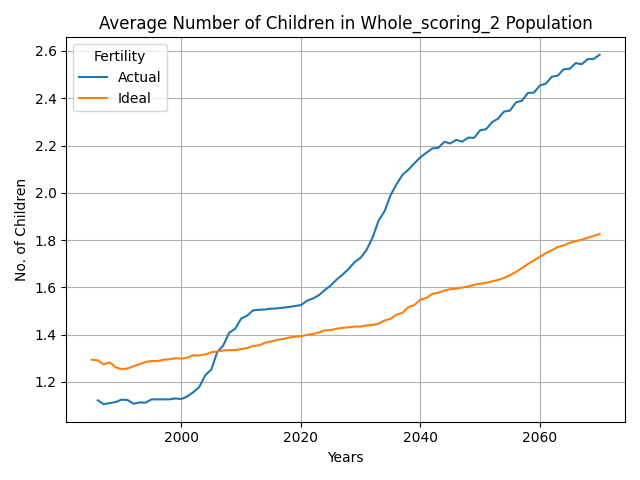 Average Number of Children in Whole_scoring_2 Population
Fertility
Actual
Ideal
No. of Children
2.6
2.4
2.2
2.0
1.8
1.6
1.4
1.2
2000
2020
2040
2060
Years